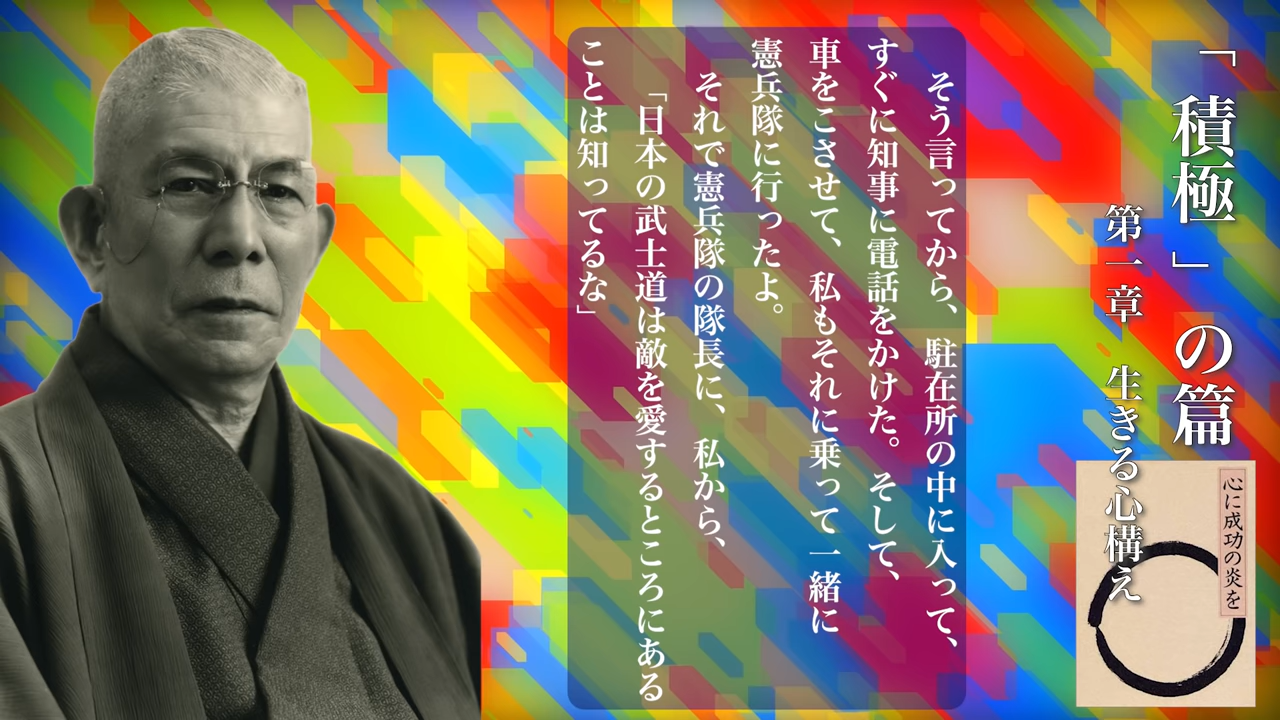 「積極」の篇
第一章　生きる心構え
心に成功の炎を
そう言ってから、駐在所の中に入って、
すぐに知事に電話をかけた。そして、
車をこさせて、私もそれに乗って一緒に
憲兵隊に行ったよ。
それで憲兵隊の隊長に、私から、
「日本の武士道は敵を愛するところにある
ことは知ってるな」